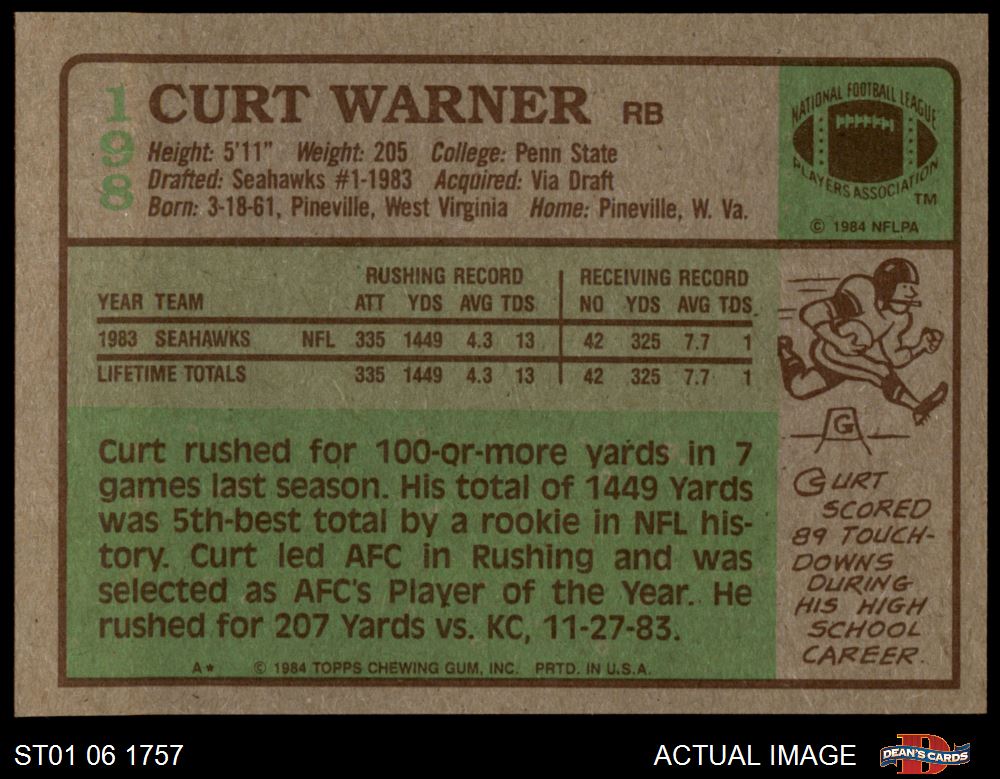 198
CURT WARNER RB
Height: 5'11" Weight: 205 College: Penn State
Drafted: Seahawks #1-1983 Acquired: Via Draft
Born: 3-18-61, Pineville, West Virginia Home: Pineville, W. Va.
NATIONAL FOOTBALL LEAGUE
PLAYERS ASSOCIATION
TM
© 1984 NFLPA
RUSHING RECORD RECEIVING RECORD
YEAR TEAM ATT YDS AVG TDS NO YDS AVG TDS
1983 SEAHAWKS NFL 335 1449 4.3 13 42 325 7.7 1
LIFETIME TOTALS 335 1449 4.3 13 42 325 7.7 1
Curt rushed for 100-or-more yards in 7
games last season. His total of 1449 Yards
was 5th-best total by a rookie in NFL his-
tory. Curt led AFC in Rushing and was
selected as AFC's Player of the Year. He
rushed for 207 Yards vs. KC, 11-27-83.
A* © 1984 TOPPS CHEWING GUM, INC. PRTD. IN U.S.A.
G
CURT
SCORED
89 TOUCH-
DOWNS
DURING
HIS HIGH
SCHOOL
CAREER.
ST01 06 1757
ACTUAL IMAGE
D
DEAN'S CARDS